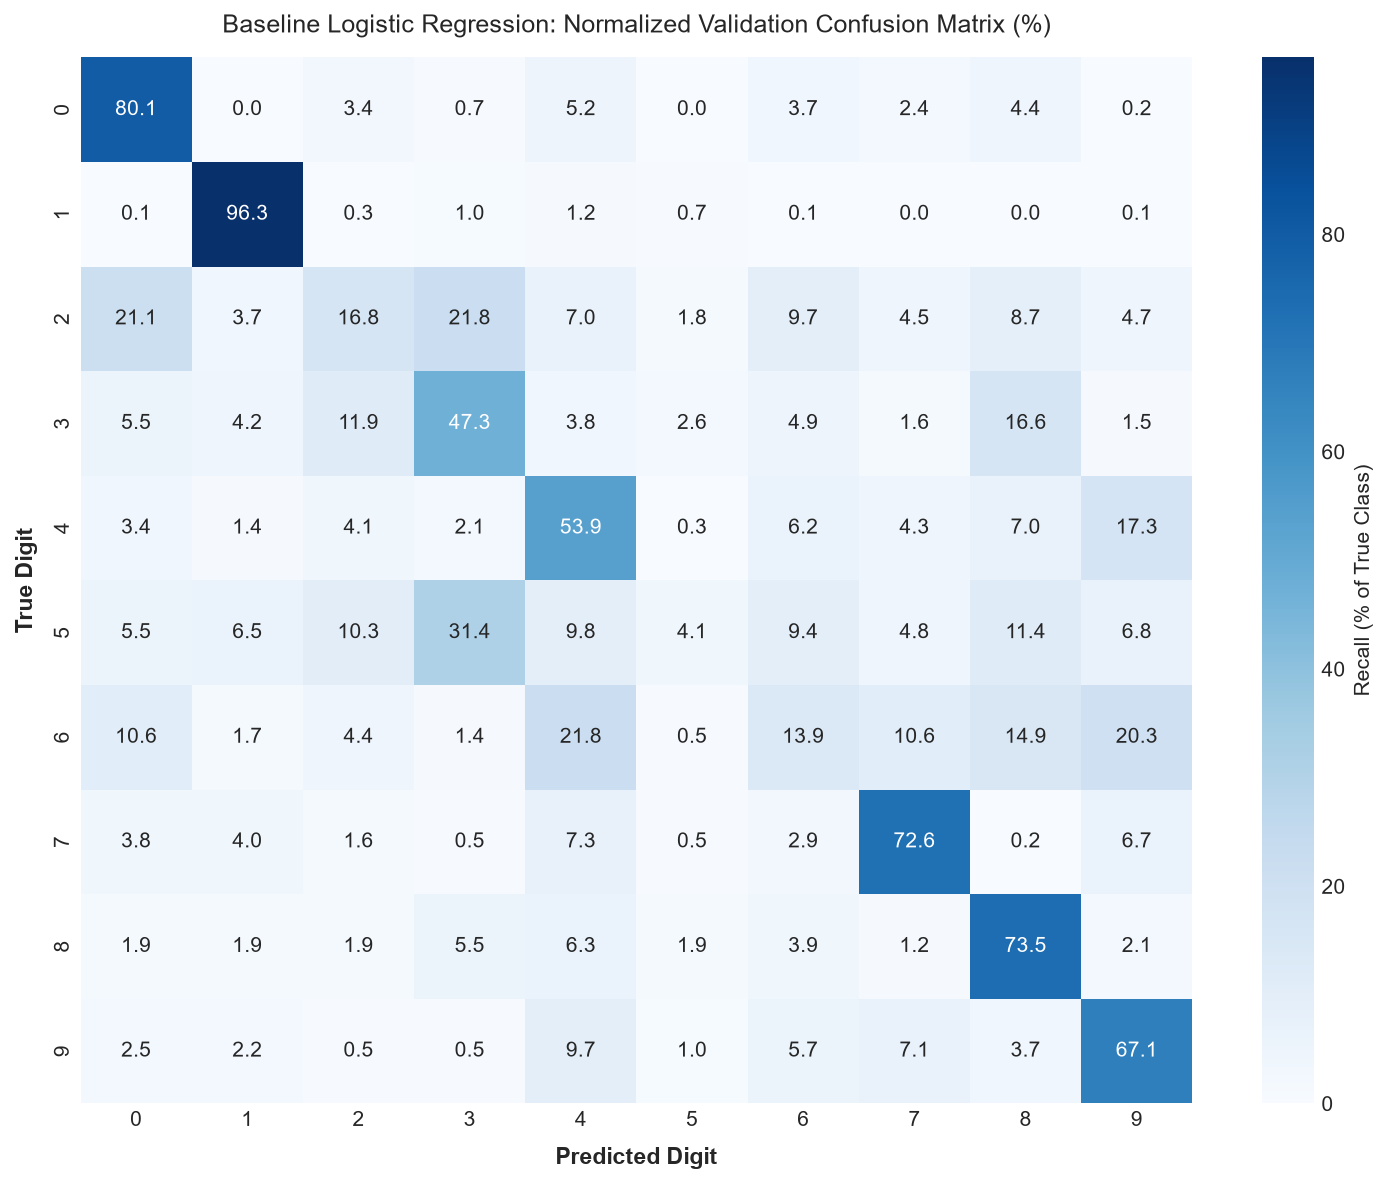 Baseline Logistic Regression: Normalized Validation Confusion Matrix (%)
True Digit
0 80.1 0.0 3.4 0.7 5.2 0.0 3.7 2.4 4.4 0.2
1 0.1 96.3 0.3 1.0 1.2 0.7 0.1 0.0 0.0 0.1
2 21.1 3.7 16.8 21.8 7.0 1.8 9.7 4.5 8.7 4.7
3 5.5 4.2 11.9 47.3 3.8 2.6 4.9 1.6 16.6 1.5
4 3.4 1.4 4.1 2.1 53.9 0.3 6.2 4.3 7.0 17.3
5 5.5 6.5 10.3 31.4 9.8 4.1 9.4 4.8 11.4 6.8
6 10.6 1.7 4.4 1.4 21.8 0.5 13.9 10.6 14.9 20.3
7 3.8 4.0 1.6 0.5 7.3 0.5 2.9 72.6 0.2 6.7
8 1.9 1.9 1.9 5.5 6.3 1.9 3.9 1.2 73.5 2.1
9 2.5 2.2 0.5 0.5 9.7 1.0 5.7 7.1 3.7 67.1
0 1 2 3 4 5 6 7 8 9
Predicted Digit
80
60
40
20
0
Recall (% of True Class)